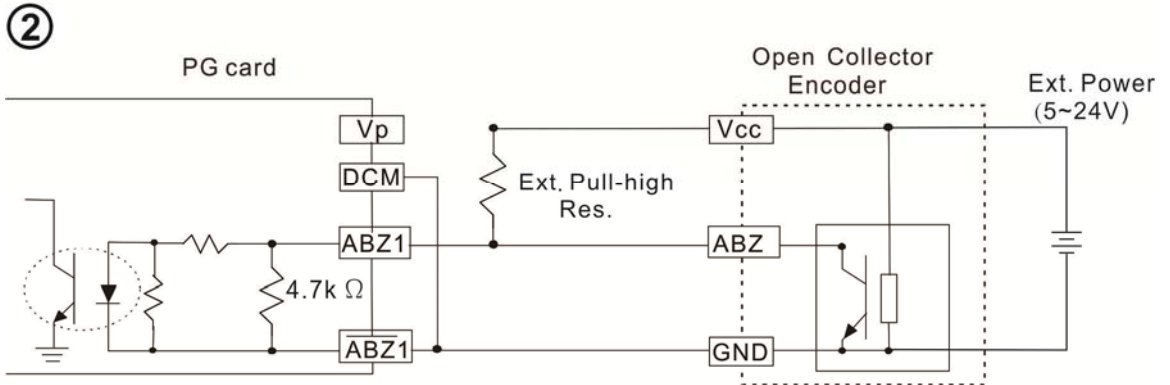 2
PG card
Open Collector
Encoder
Ext. Power
(5~24V)
Vp
Vcc
DCM
Ext. Pull-high
Res.
ABZ1
ABZ
4.7k Ω
A̅B̅Z̅1̅
GND